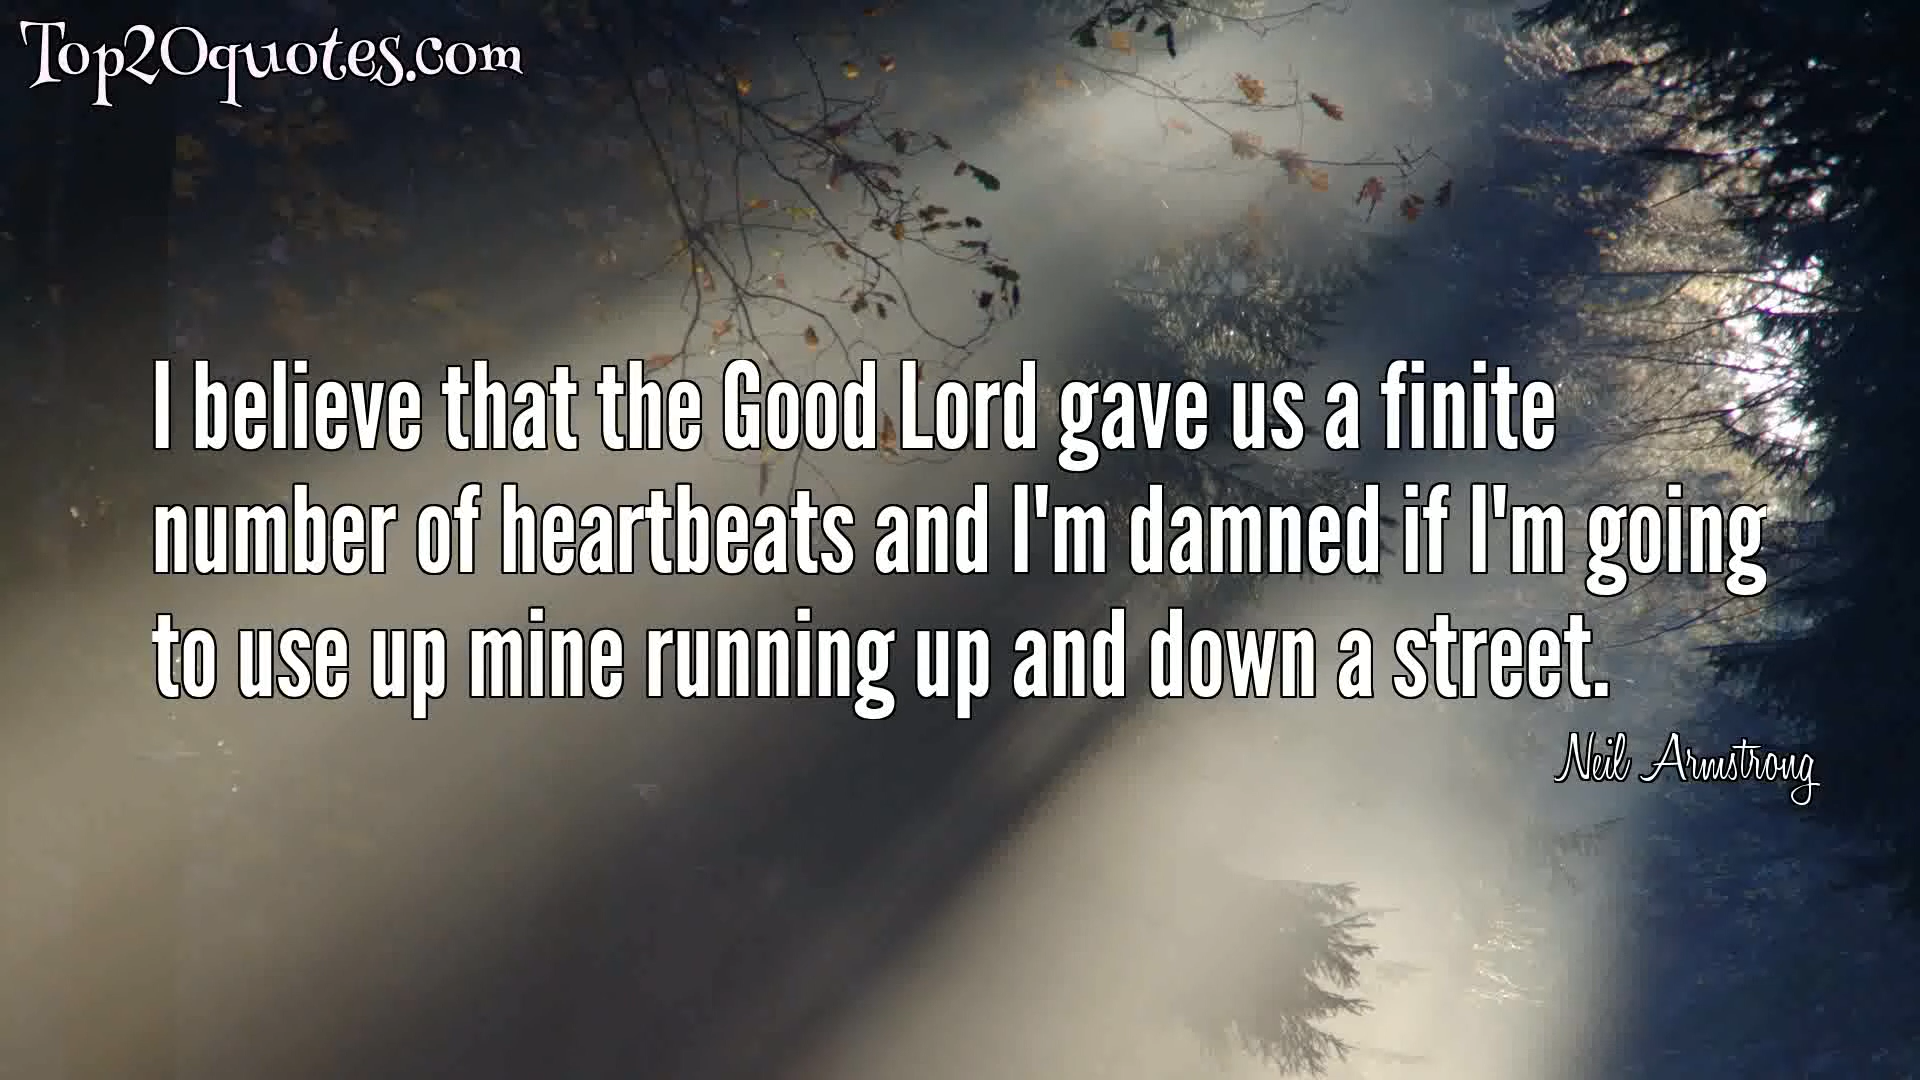 Top20quotes.com
I believe that the Good Lord gave us a finite
number of heartbeats and I'm damned if I'm going
to use up mine running up and down a street.
Neil Armstrong